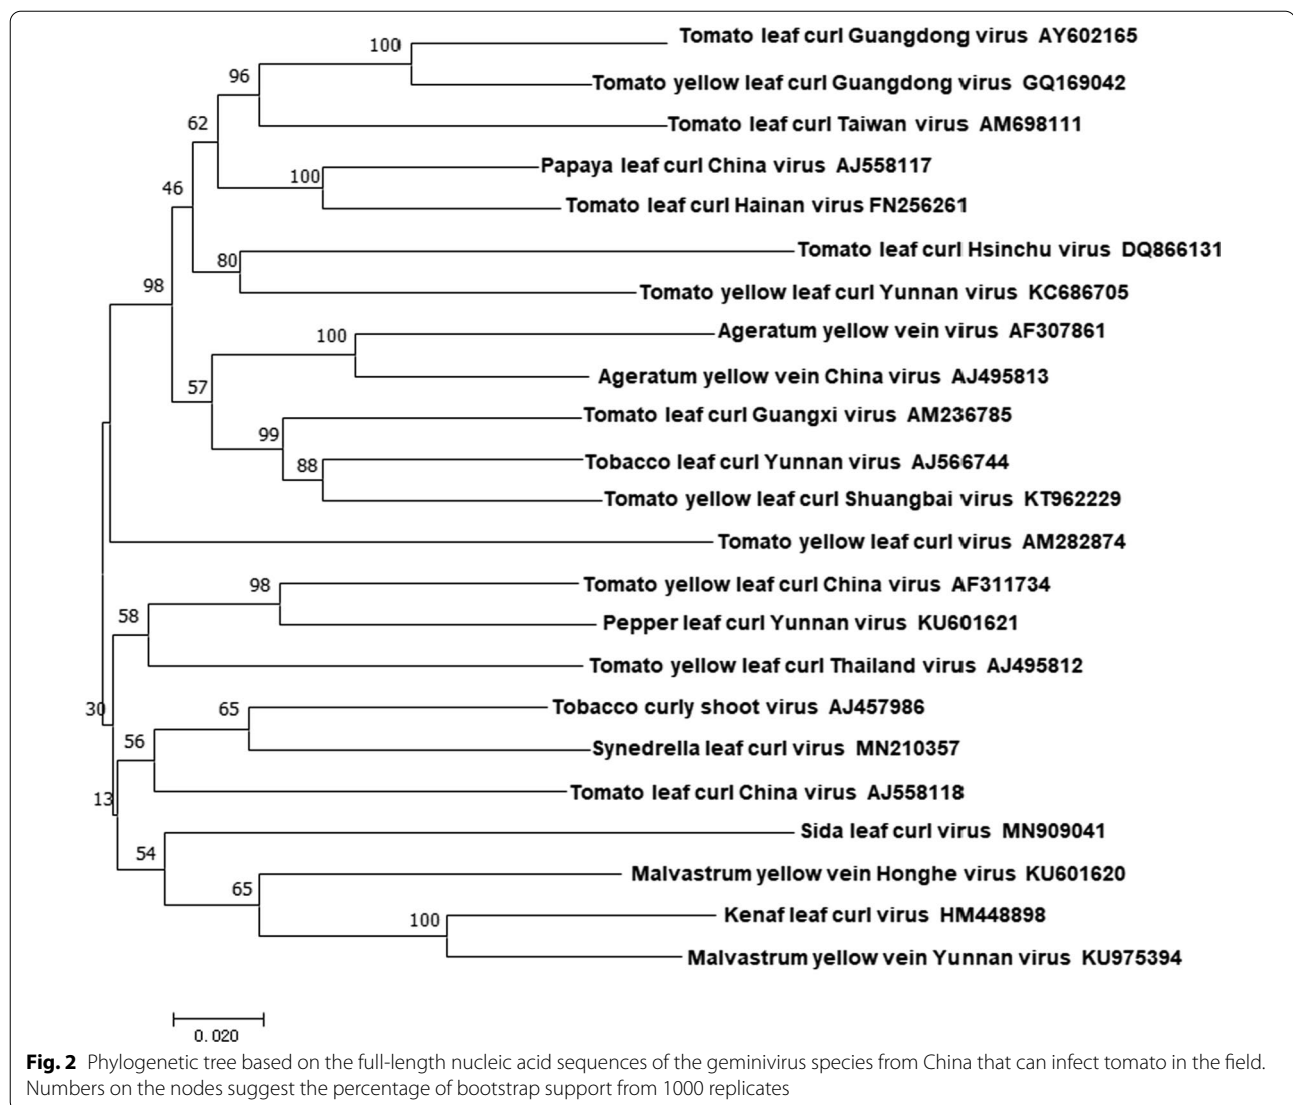 Tomato leaf curl Guangdong virus AY602165
100
96
Tomato yellow leaf curl Guangdong virus GQ169042
62
Tomato leaf curl Taiwan virus AM698111
Papaya leaf curl China virus AJ558117
100
46
Tomato leaf curl Hainan virus FN256261
Tomato leaf curl Hsinchu virus DQ866131
80
98
Tomato yellow leaf curl Yunnan virus KC686705
Ageratum yellow vein virus AF307861
100
Ageratum yellow vein China virus AJ495813
57
Tomato leaf curl Guangxi virus AM236785
99
Tobacco leaf curl Yunnan virus AJ566744
88
Tomato yellow leaf curl Shuangbai virus KT962229
Tomato yellow leaf curl virus AM282874
Tomato yellow leaf curl China virus AF311734
98
58
Pepper leaf curl Yunnan virus KU601621
Tomato yellow leaf curl Thailand virus AJ495812
30
Tobacco curly shoot virus AJ457986
65
56
Synedrella leaf curl virus MN210357
Tomato leaf curl China virus AJ558118
13
Sida leaf curl virus MN909041
54
Malvastrum yellow vein Honghe virus KU601620
65
Kenaf leaf curl virus HM448898
100
Malvastrum yellow vein Yunnan virus KU975394
0.020
Fig. 2 Phylogenetic tree based on the full-length nucleic acid sequences of the geminivirus species from China that can infect tomato in the field.
Numbers on the nodes suggest the percentage of bootstrap support from 1000 replicates